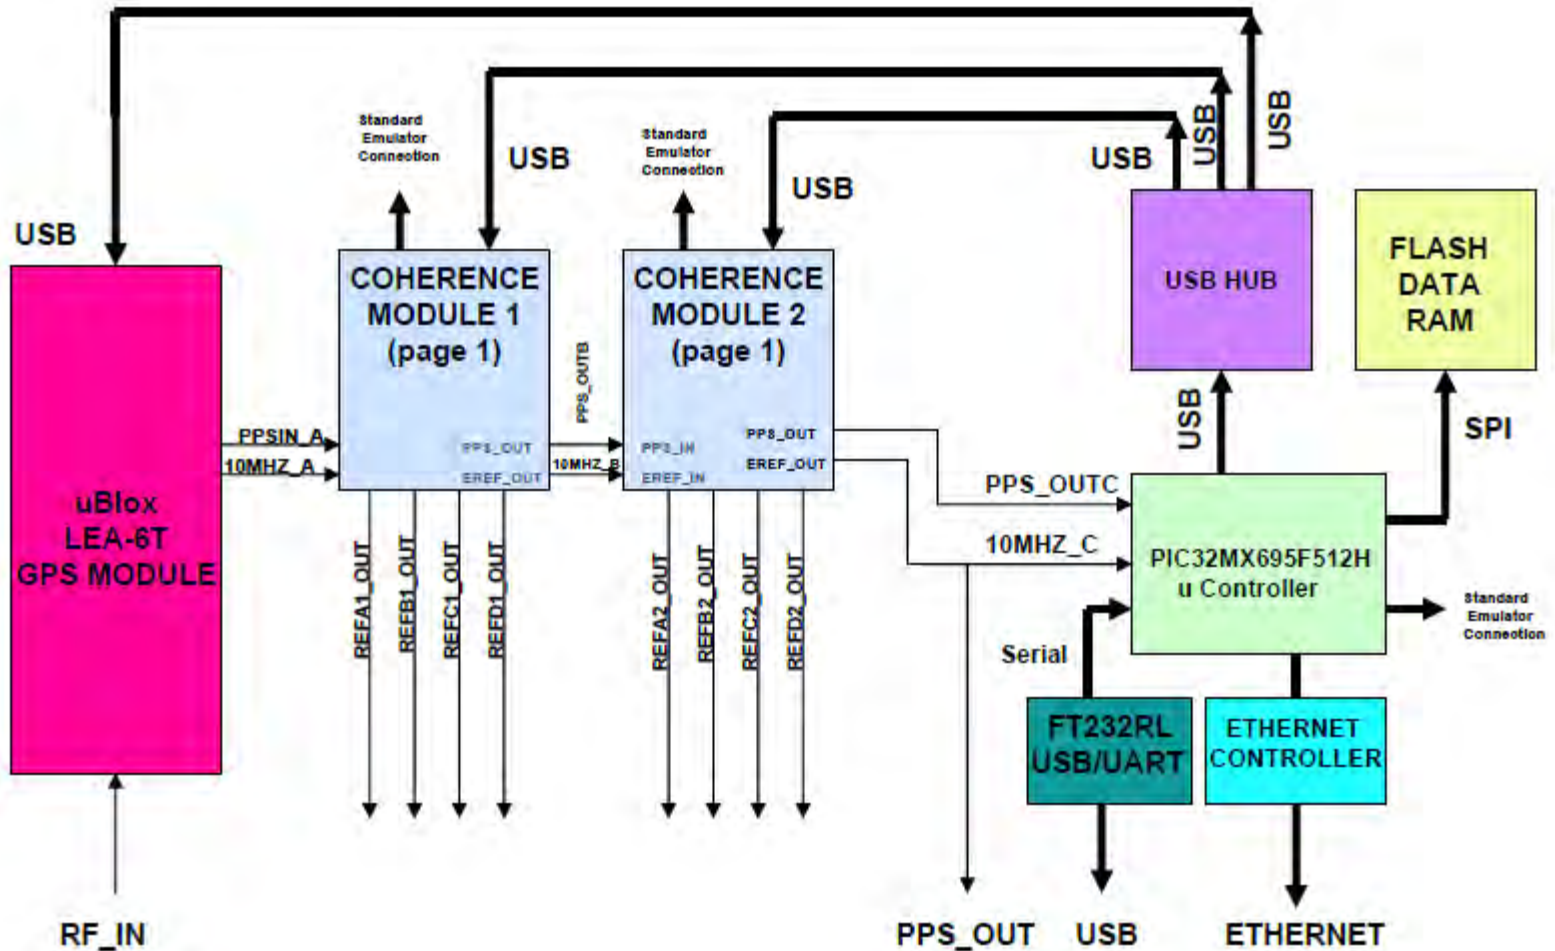 Standard
Emulator
Connection
USB
Standard
Emulator
Connection
USB
USB
USB
USB
USB
COHERENCE
MODULE 1
(page 1)
COHERENCE
MODULE 2
(page 1)
USB HUB
FLASH
DATA
RAM
PPS_OUTB
PPSIN_A
10MHZ_A
PPS_OUT
EREF_OUT
10MHZ_B
PPS_IN
EREF_IN
PPS_OUT
EREF_OUT
USB
SPI
uBlox
LEA-6T
GPS MODULE
PPS_OUTC
10MHZ_C
PIC32MX695F512H
u Controller
REFA1_OUT
REFB1_OUT
REFC1_OUT
REFD1_OUT
REFA2_OUT
REFB2_OUT
REFC2_OUT
REFD2_OUT
Standard
Emulator
Connection
Serial
FT232RL
USB/UART
ETHERNET
CONTROLLER
RF_IN
PPS_OUT
USB
ETHERNET